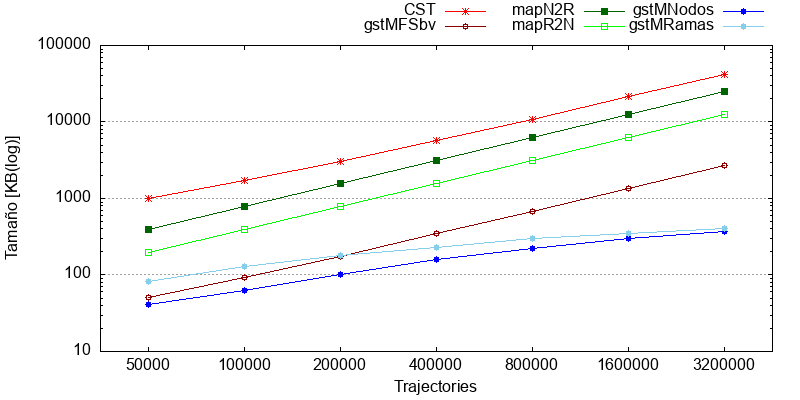 CST mapN2R gstMNodos
gstMFSbv mapR2N gstMRamas
100000
10000
1000
100
10
Tamaño [KB(log)]
50000 100000 200000 400000 800000 1600000 3200000
Trajectories